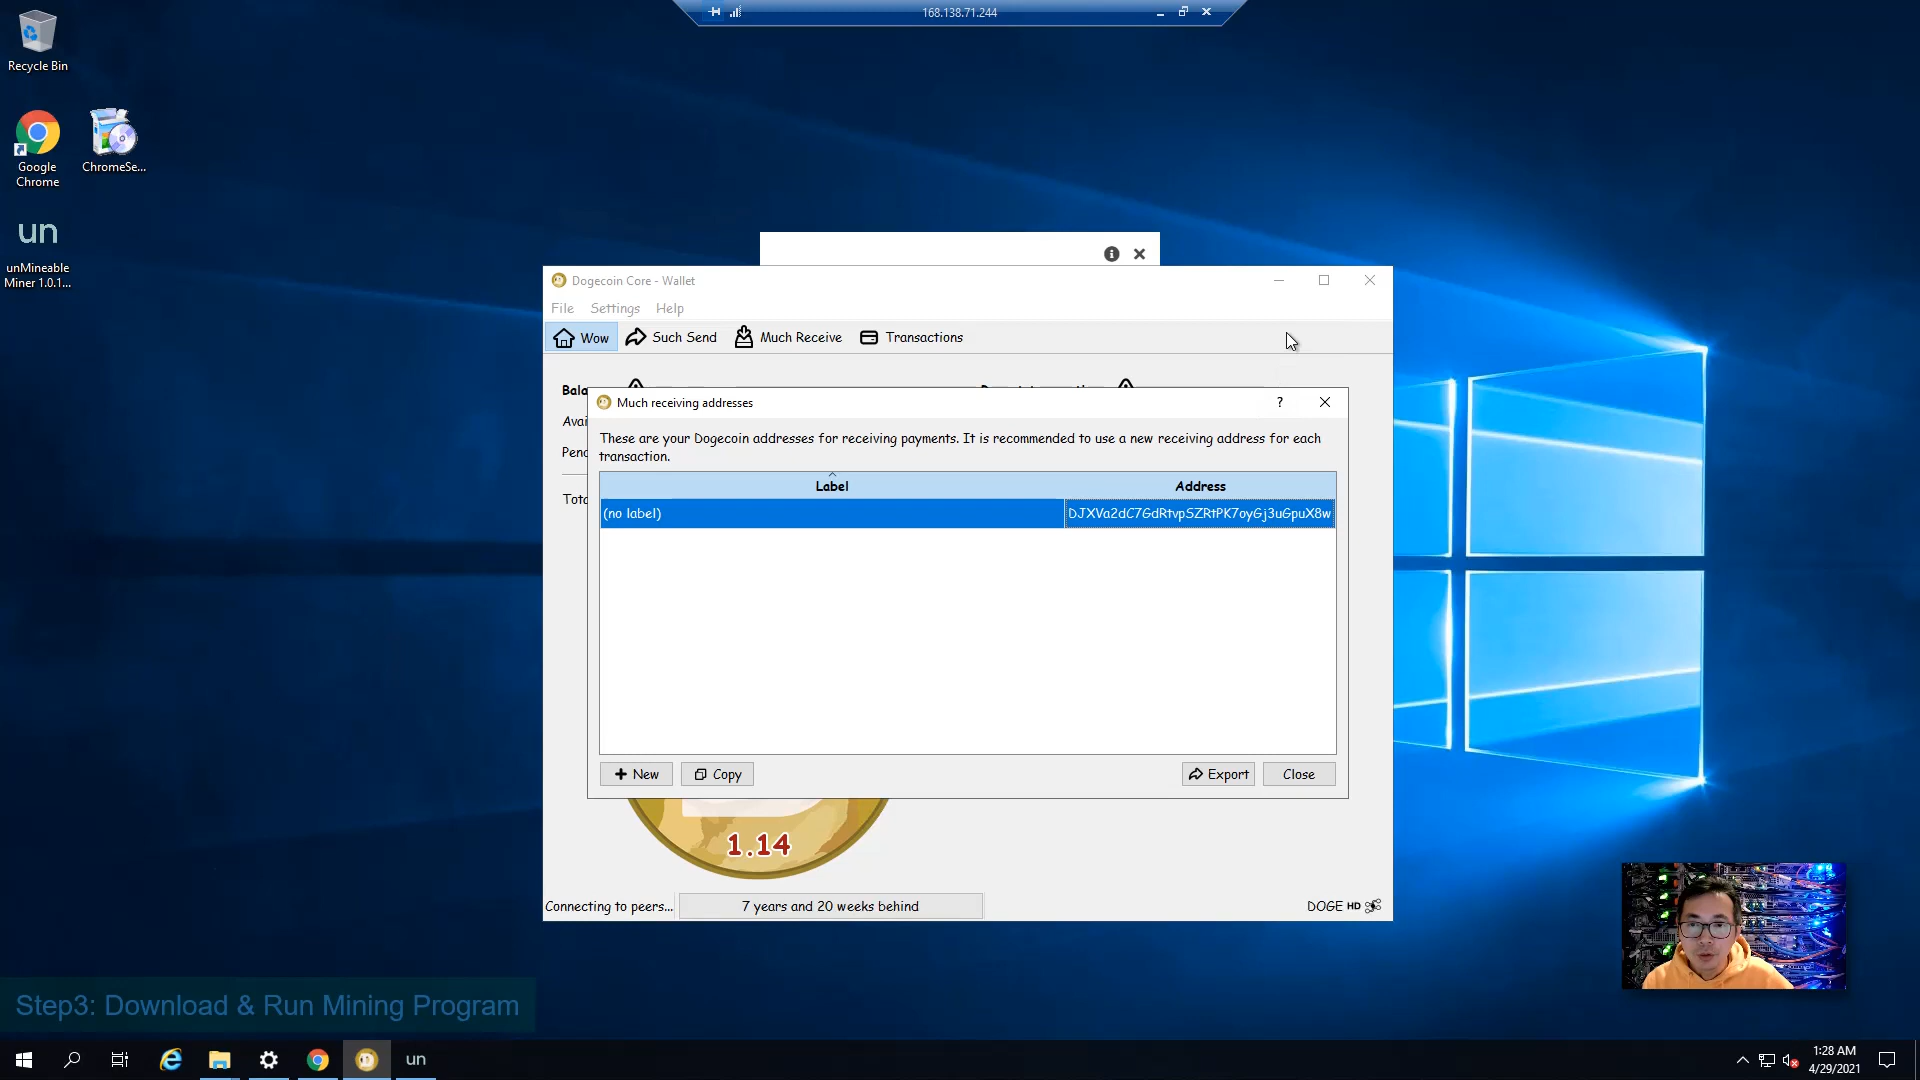 168.138.71.244
Recycle Bin
Google
Chrome
ChromeSe...
un
unMineable
Miner 1.0.1...
Dogecoin Core - Wallet
File Settings Help
Wow Such Send Much Receive Transactions
Much receiving addresses
?
These are your Dogecoin addresses for receiving payments. It is recommended to use a new receiving address for each
transaction.
Label Address
(no label) DJXVa2dC7GdRtvpSZRtPK7oyGj3uGpuX8w
New Copy Export Close
1.14
Connecting to peers... 7 years and 20 weeks behind DOGE HD
Step3: Download & Run Mining Program
un
1:28 AM
4/29/2021